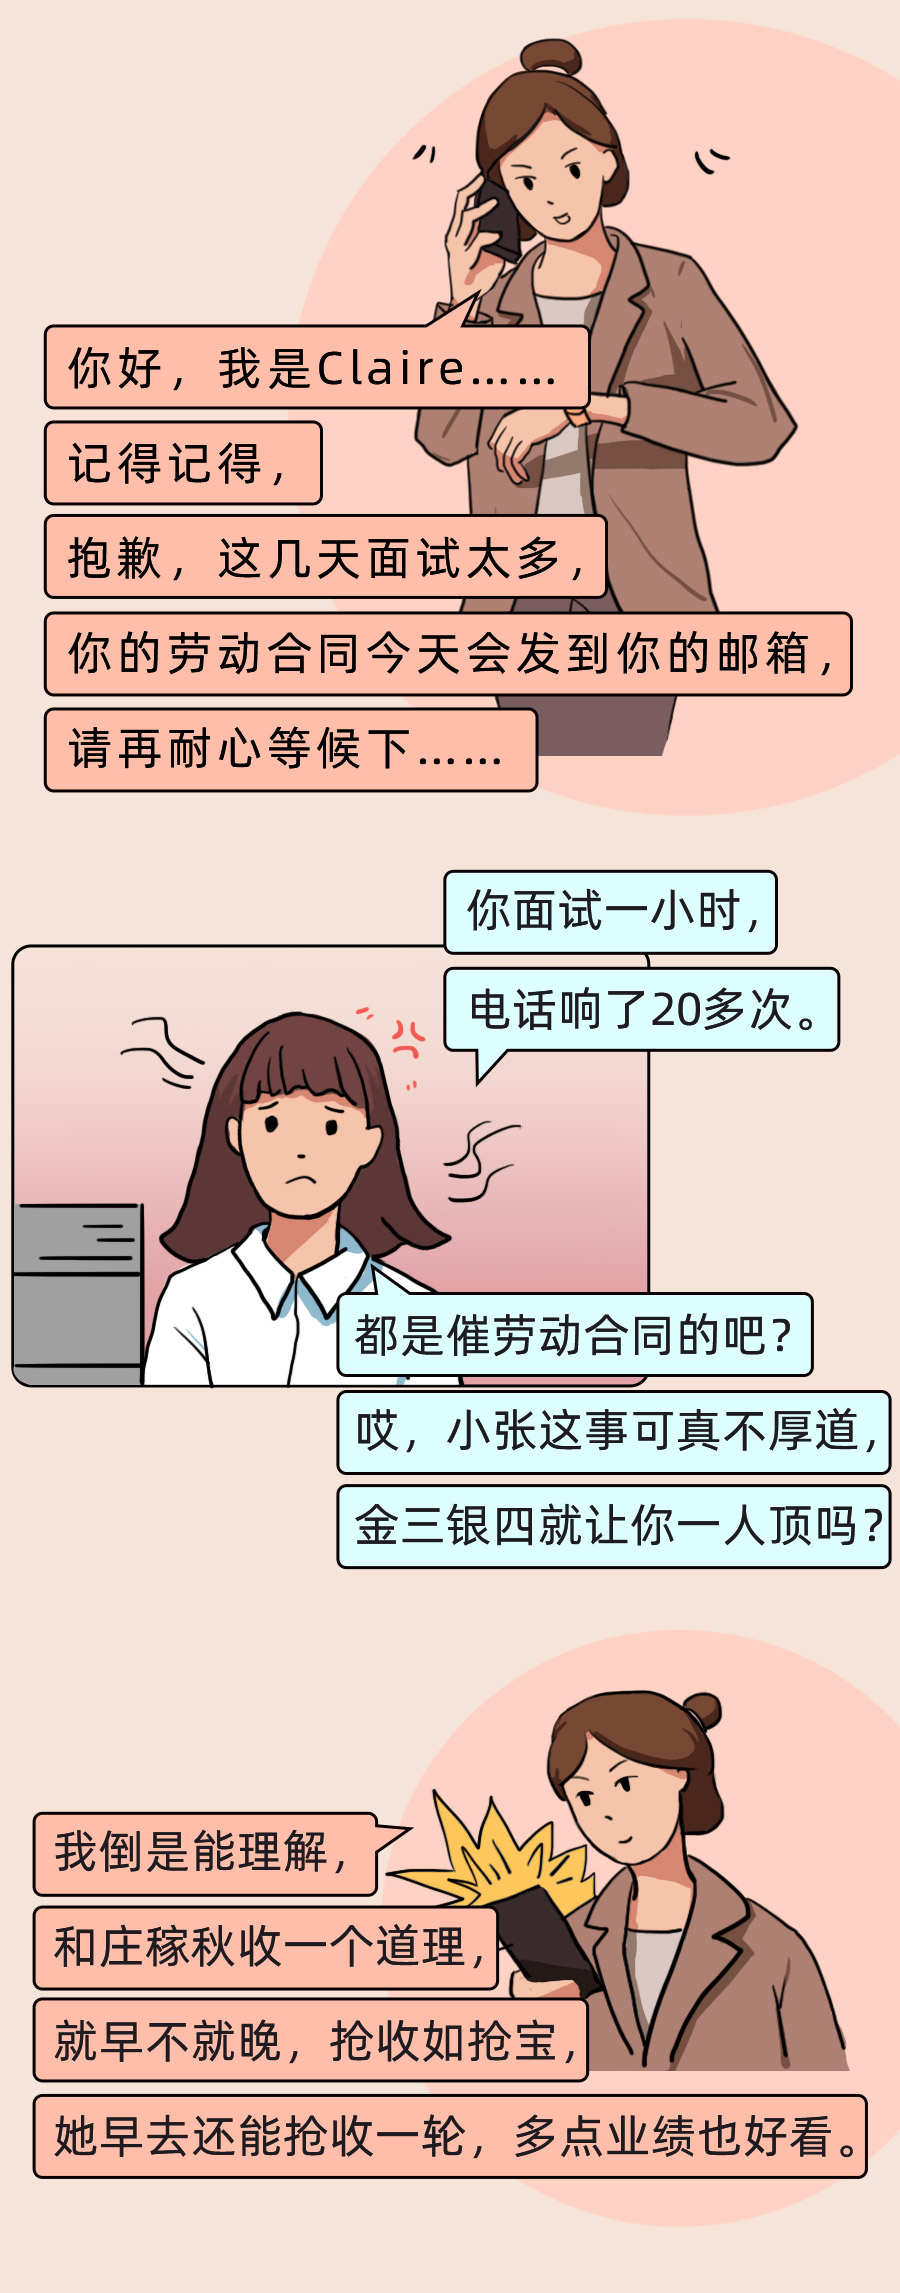 你好，我是Claire……
记得记得，
抱歉，这几天面试太多，
你的劳动合同今天会发到你的邮箱，
请再耐心等候下……
你面试一小时，
电话响了20多次。
都是催劳动合同的吧？
哎，小张这事可真不厚道，
金三银四就让你一人顶吗？
我倒是能理解，
和庄稼秋收一个道理，
就早不就晚，抢收如抢宝，
她早去还能抢收一轮，多点业绩也好看。